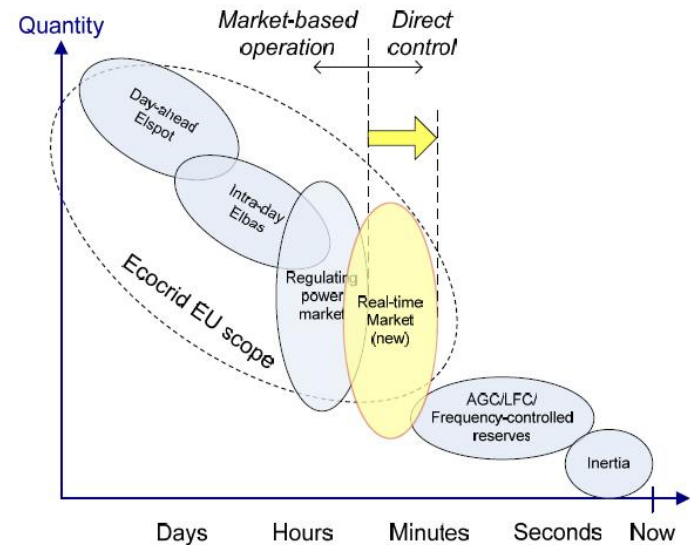 Quantity
Market-based
operation
Direct
control
Day-ahead
Elspot
Intra-day
Elbas
Ecocrid EU scope
Regulating
power
market
Real-time
Market
(new)
AGC/LFC/
Frequency-controlled
reserves
Inertia
Days Hours Minutes Seconds Now